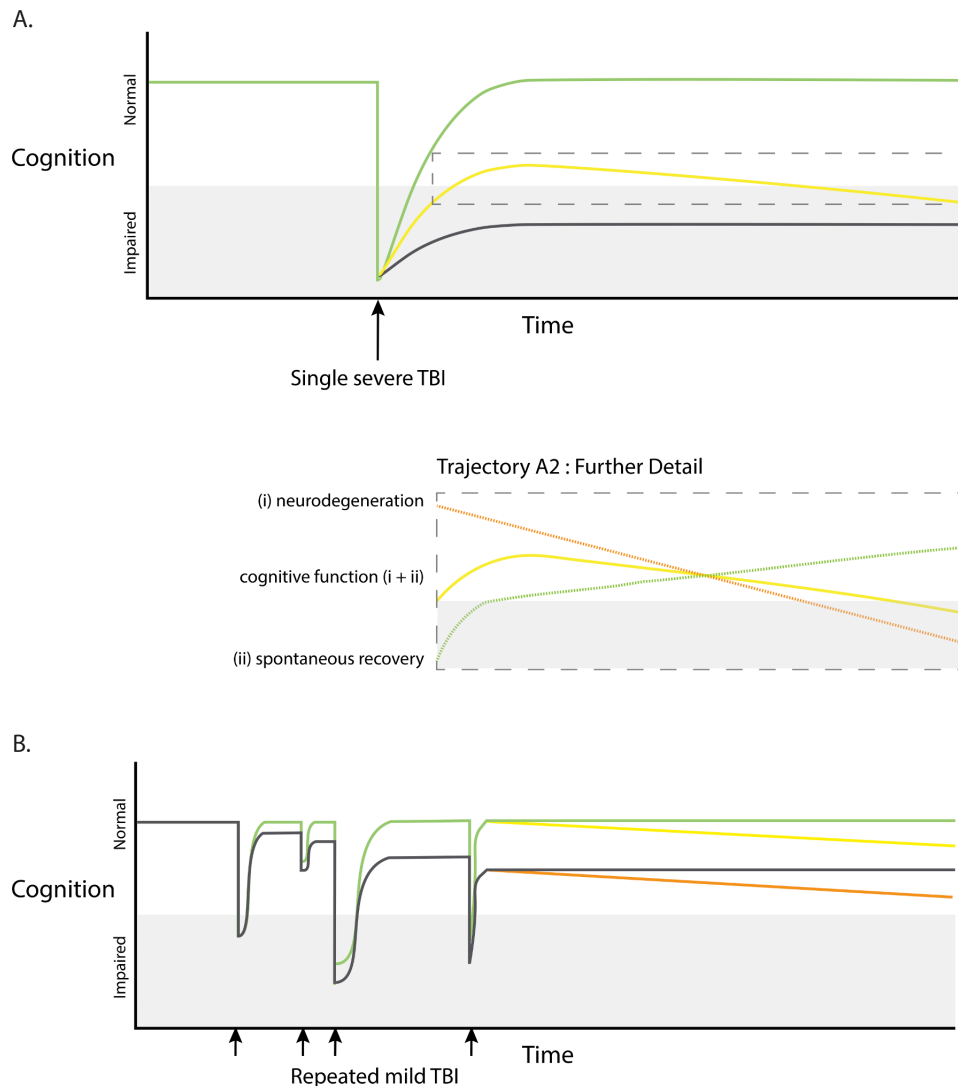 A.
Normal
Cognition
Impaired
Time
Single severe TBI
Trajectory A2 : Further Detail
(i) neurodegeneration
cognitive function (i + ii)
(ii) spontaneous recovery
B.
Normal
Cognition
Impaired
Time
Repeated mild TBI